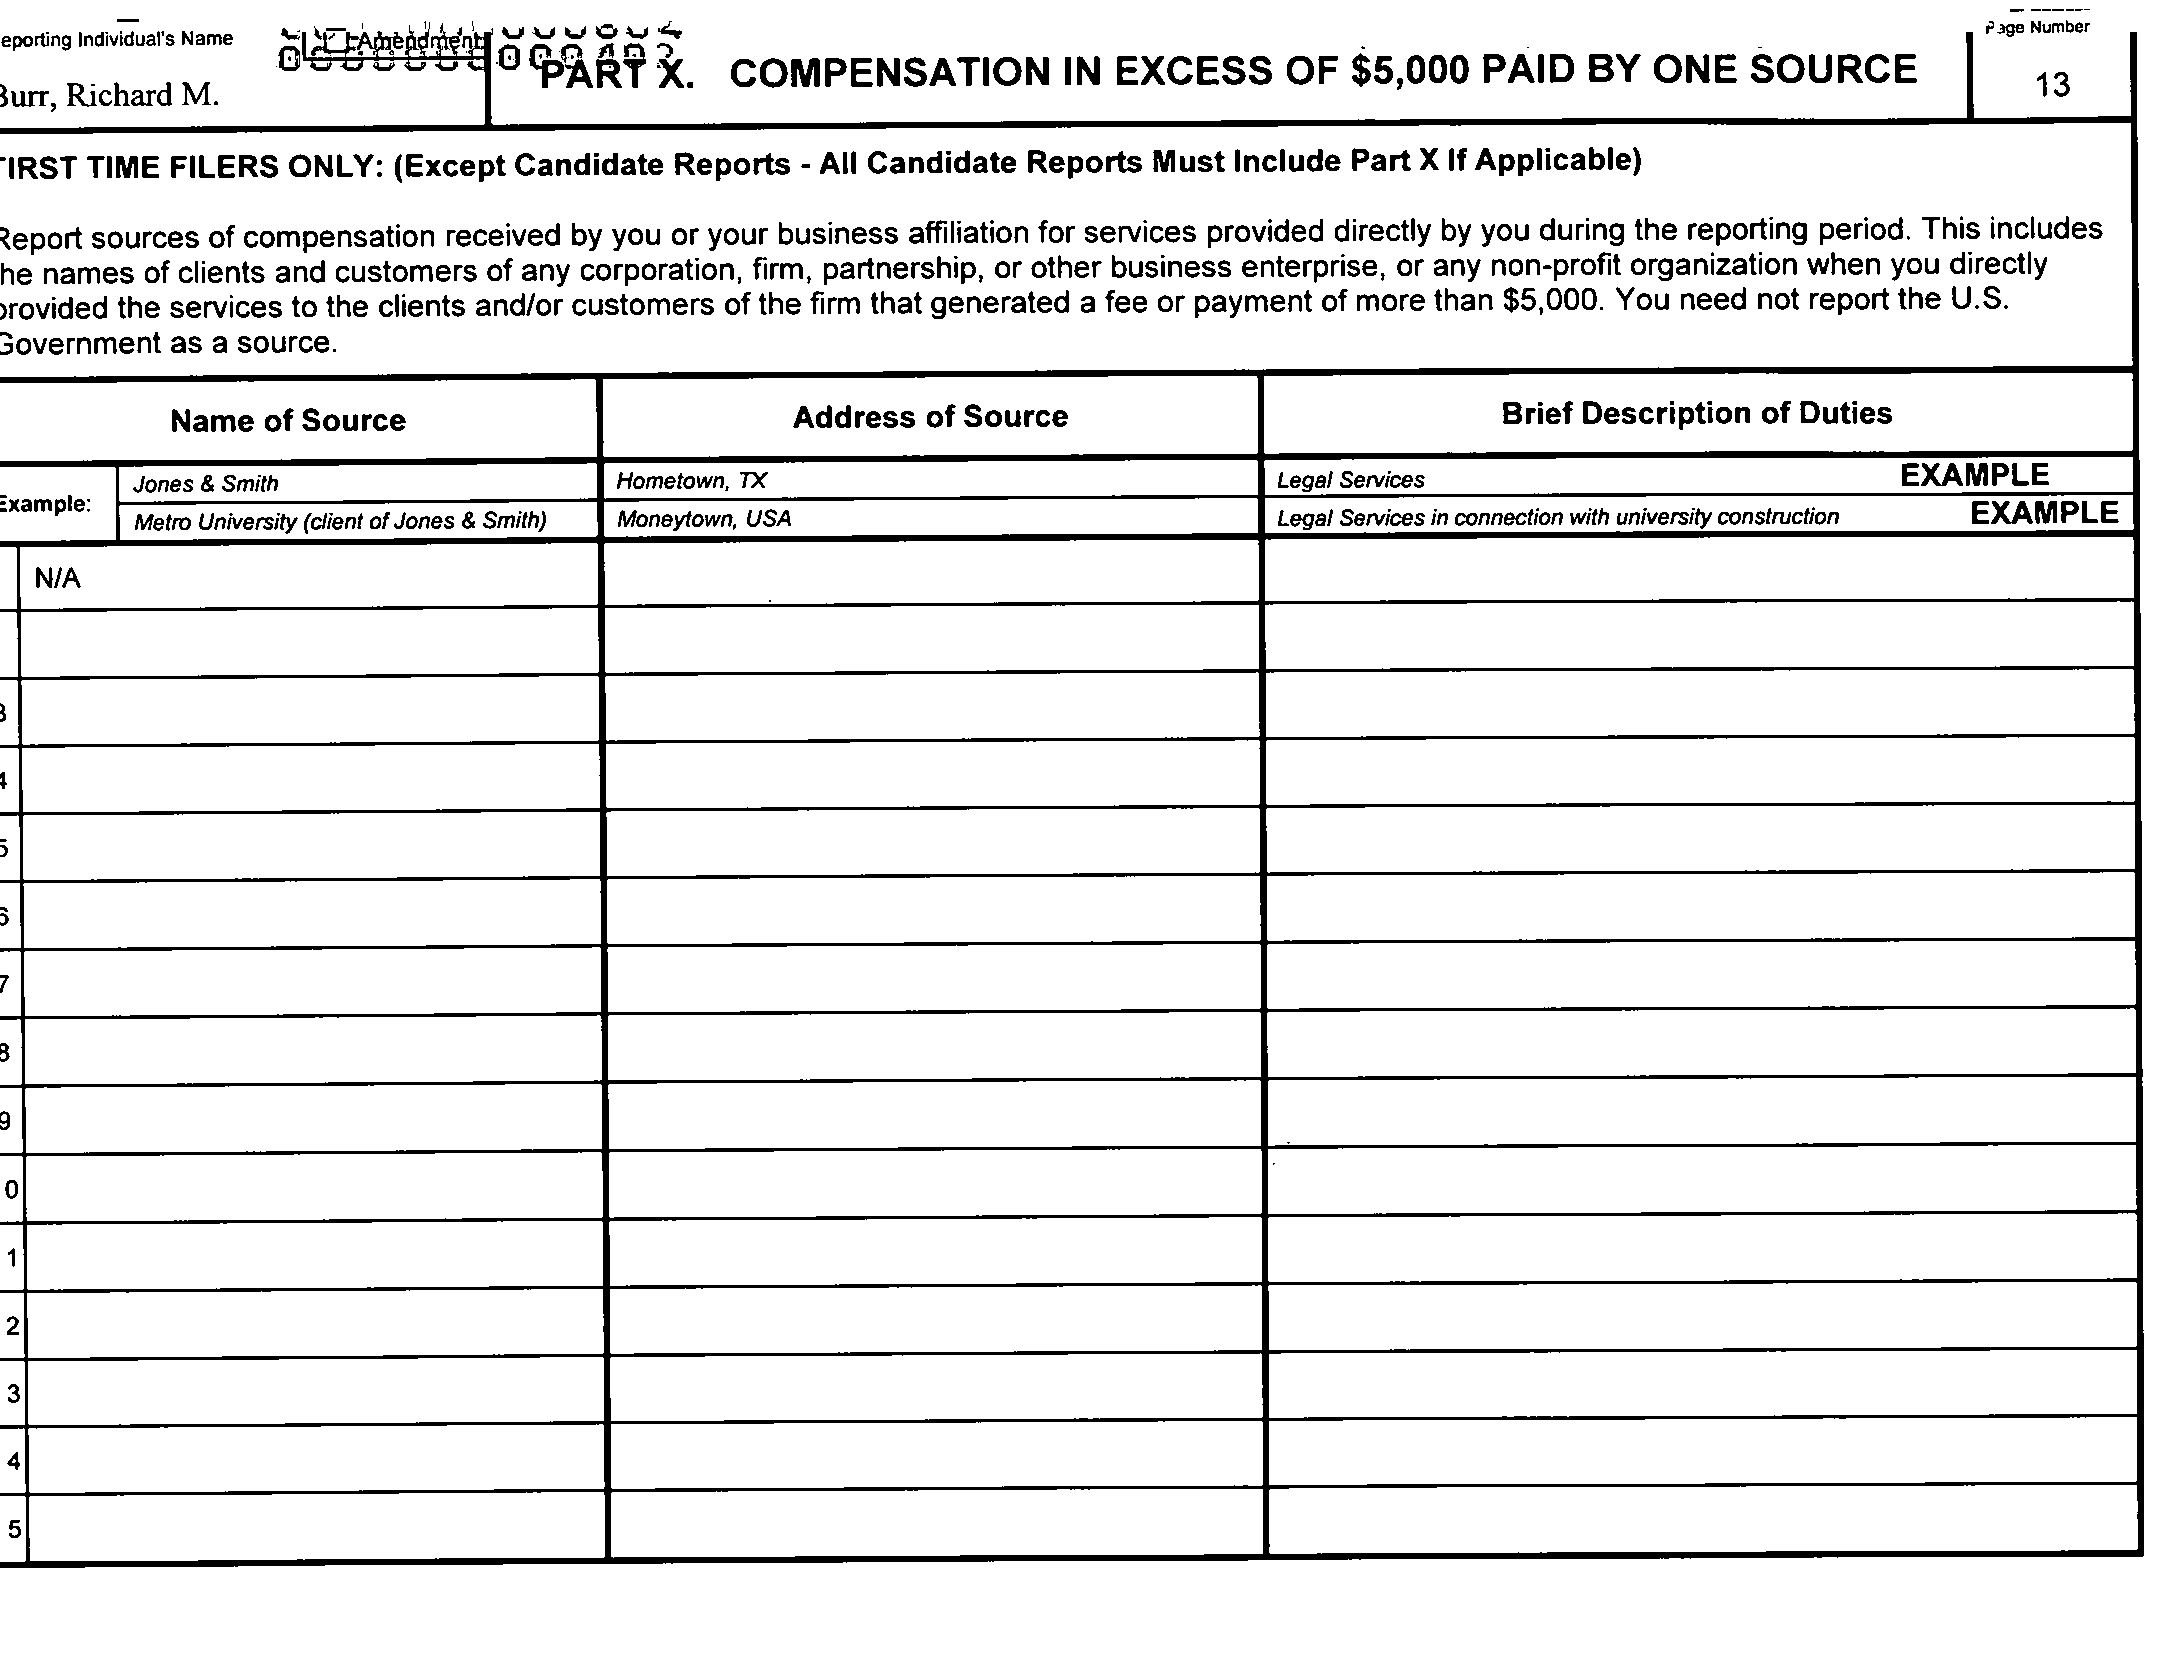 eporting Individual's Name
Amendment
Page Number
Burr, Richard M.
PART X. COMPENSATION IN EXCESS OF $5,000 PAID BY ONE SOURCE
13
FIRST TIME FILERS ONLY: (Except Candidate Reports - All Candidate Reports Must Include Part X If Applicable)
Report sources of compensation received by you or your business affiliation for services provided directly by you during the reporting period. This includes
the names of clients and customers of any corporation, firm, partnership, or other business enterprise, or any non-profit organization when you directly
provided the services to the clients and/or customers of the firm that generated a fee or payment of more than $5,000. You need not report the U.S.
Government as a source.
Name of Source
Address of Source
Brief Description of Duties
Example:
Jones & Smith
Hometown, TX
Legal Services
EXAMPLE
Metro University (client of Jones & Smith)
Moneytown, USA
Legal Services in connection with university construction
EXAMPLE
N/A
3
4
5
6
7
8
9
0
1
2
3
4
5